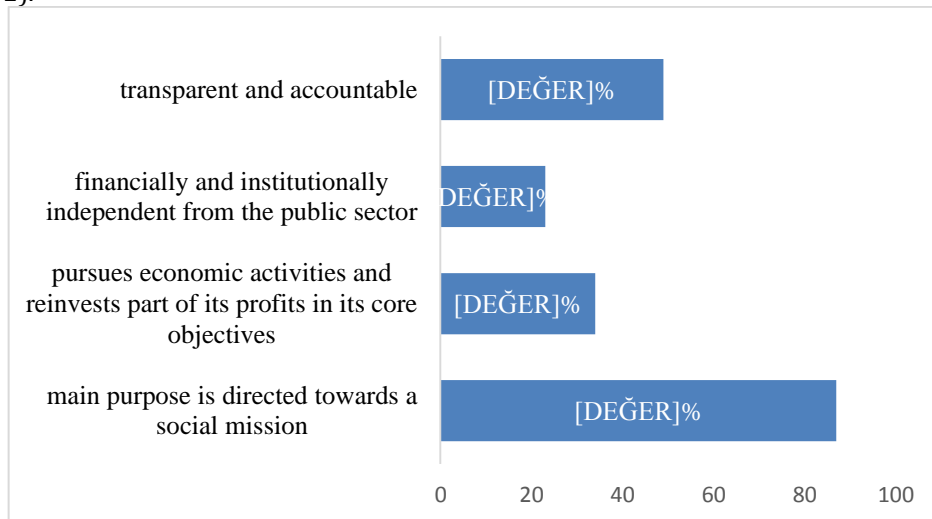 transparent and accountable
[DEĞER]%
financially and institutionally
independent from the public sector
DEĞER]%
pursues economic activities and
reinvests part of its profits in its core
objectives
[DEĞER]%
main purpose is directed towards a
social mission
[DEĞER]%
0 20 40 60 80 100